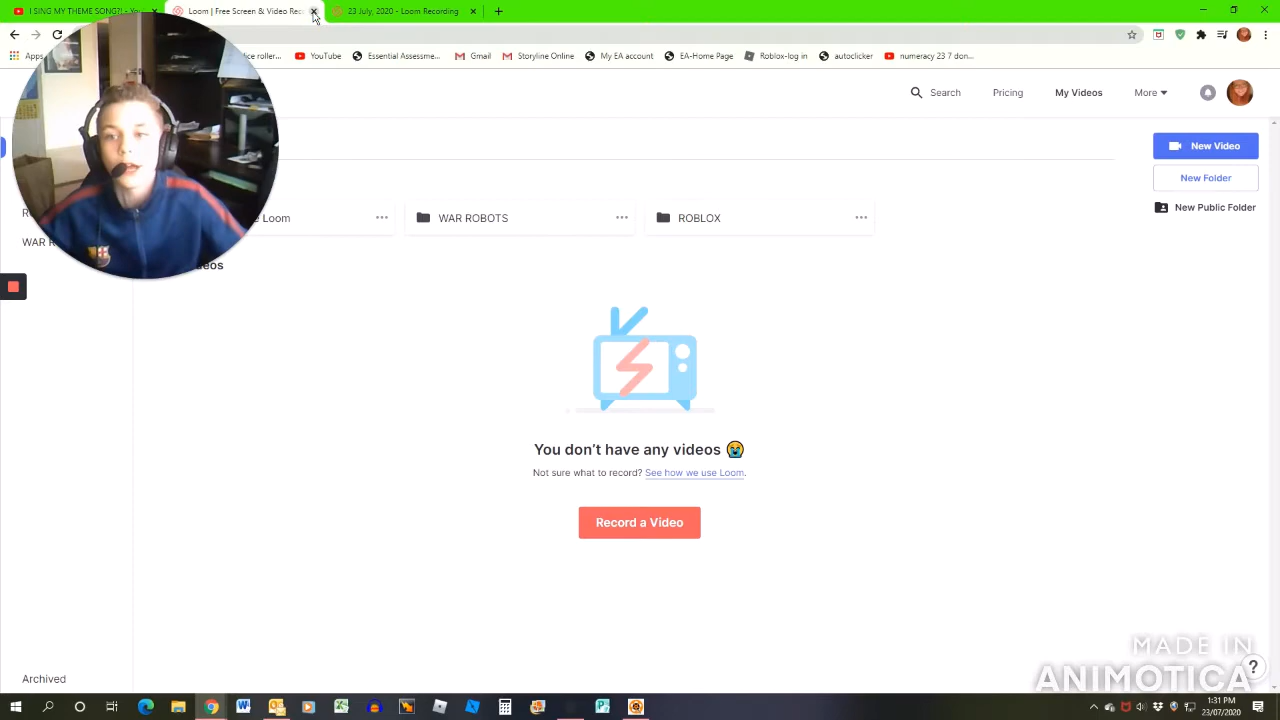 I SING MY THEME SONG?! - You
Loom | Free Screen & Video Rec
23 July, 2020 - Loom Recording
Apps
ice roller...
YouTube
Essential Assessme...
Gmail
Storyline Online
My EA account
EA-Home Page
Roblox-log in
autoclicker
numeracy 23 7 don...
Search
Pricing
My Videos
More
New Video
New Folder
New Public Folder
WAR R
Loom
WAR ROBOTS
ROBLOX
deos
You don't have any videos 😭
Not sure what to record? See how we use Loom.
Record a Video
Archived
MADE IN
ANIMOTICA
?
1:31 PM
23/07/2020